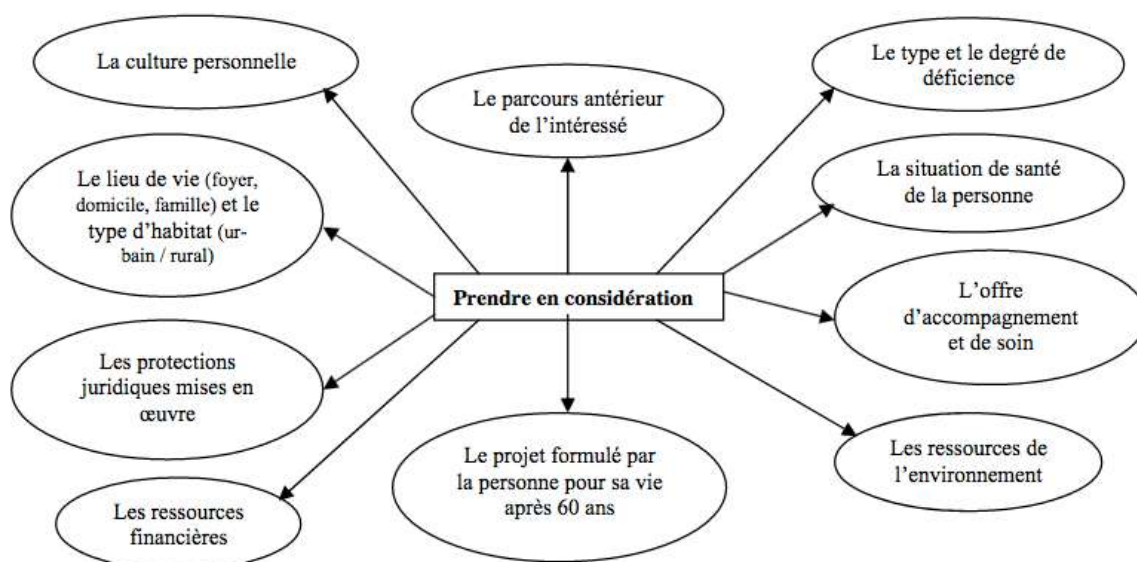 La culture personnelle
Le parcours antérieur
de l'intéressé
Le type et le degré de
déficience
Le lieu de vie (foyer,
domicile, famille) et le
type d'habitat (ur-
bain / rural)
La situation de santé
de la personne
Prendre en considération
L'offre
d'accompagnement
et de soin
Les protections
juridiques mises en
œuvre
Le projet formulé par
la personne pour sa vie
après 60 ans
Les ressources de
l'environnement
Les ressources
financières